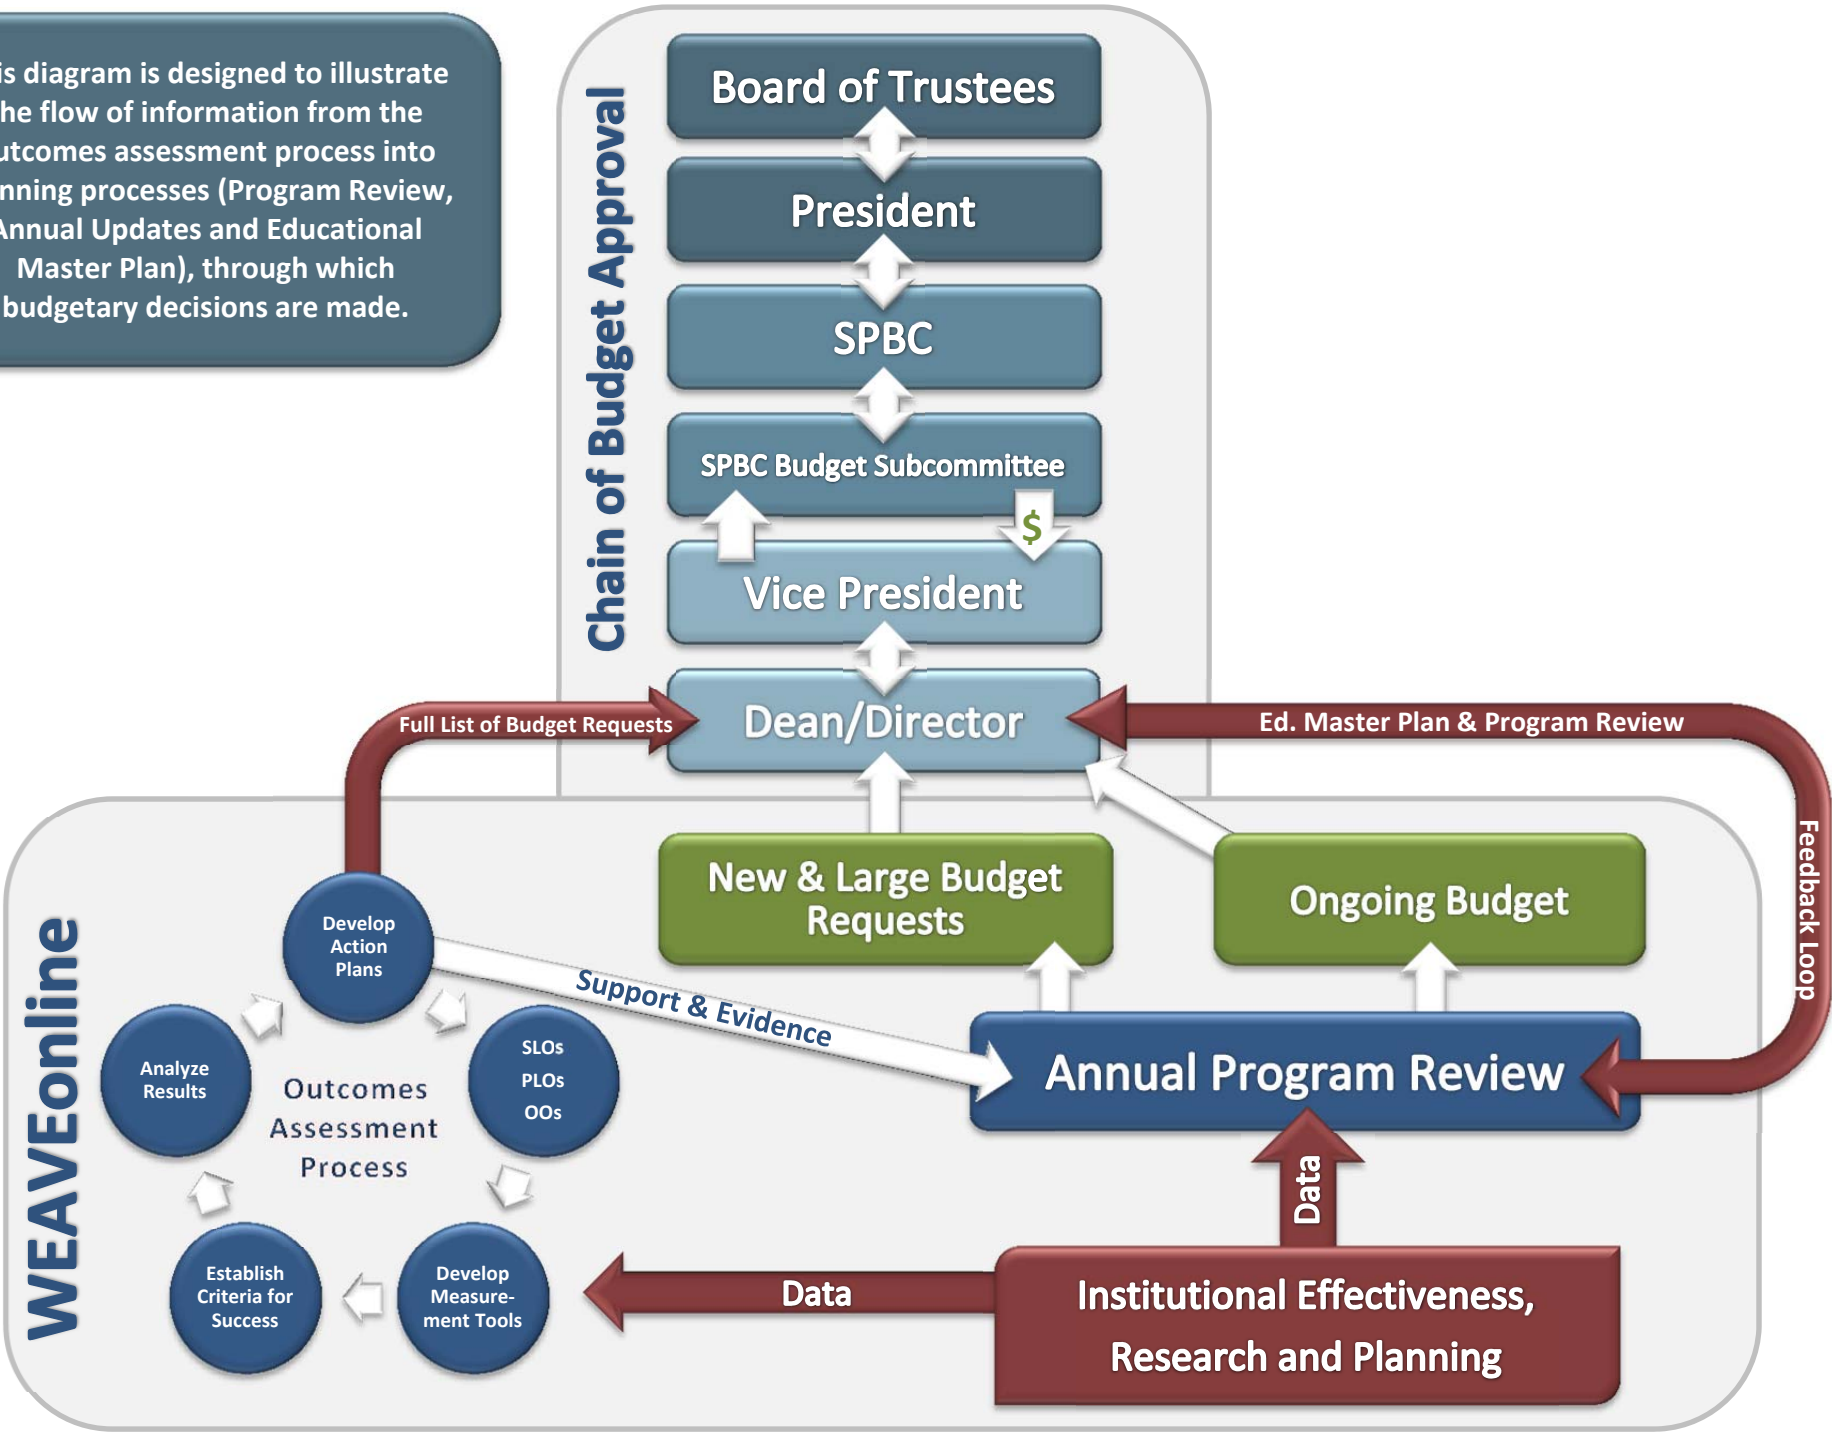 is diagram is designed to illustrate
he flow of information from the
utcomes assessment process into
nning processes (Program Review,
Annual Updates and Educational
Master Plan), through which
budgetary decisions are made.
Chain of Budget Approval
Board of Trustees
President
SPBC
SPBC Budget Subcommittee
$
Vice President
Dean/Director
Full List of Budget Requests
Ed. Master Plan & Program Review
Feedback Loop
New & Large Budget
Requests
Ongoing Budget
WEAVEonline
Develop
Action
Plans
Support & Evidence
SLOs
PLOs
OOs
Analyze
Results
Outcomes
Assessment
Process
Annual Program Review
Data
Establish
Criteria for
Success
Develop
Measure-
ment Tools
Data
Institutional Effectiveness,
Research and Planning